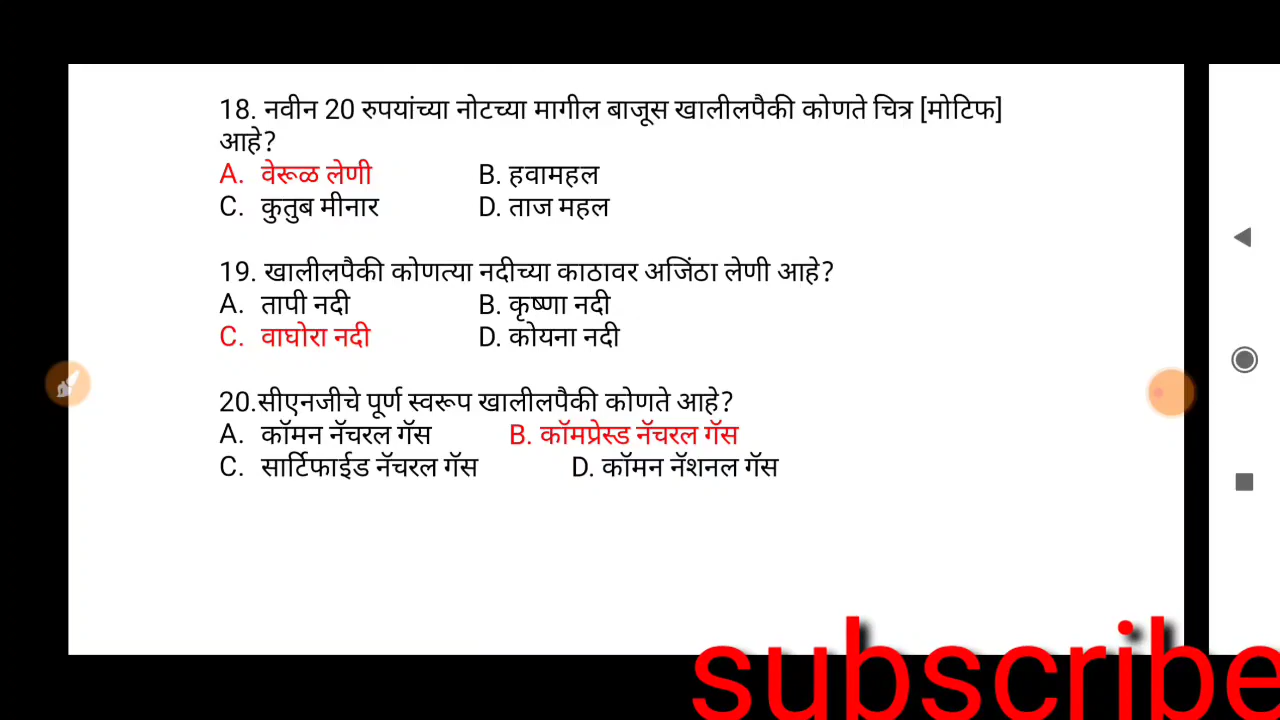 18. नवीन 20 रुपयांच्या नोटच्या मागील बाजूस खालीलपैकी कोणते चित्र [मोटिफ]
आहे?
A. वेरूळ लेणी B. हवामहल
C. कुतुब मीनार D. ताज महल
19. खालीलपैकी कोणत्या नदीच्या काठावर अजिंठा लेणी आहे?
A. तापी नदी B. कृष्णा नदी
C. वाघोरा नदी D. कोयना नदी
20.सीएनजीचे पूर्ण स्वरूप खालीलपैकी कोणते आहे?
A. कॉमन नॅचरल गॅस B. कॉमप्रेस्ड नॅचरल गॅस
C. सार्टिफाईड नॅचरल गॅस D. कॉमन नॅशनल गॅस
subscribe